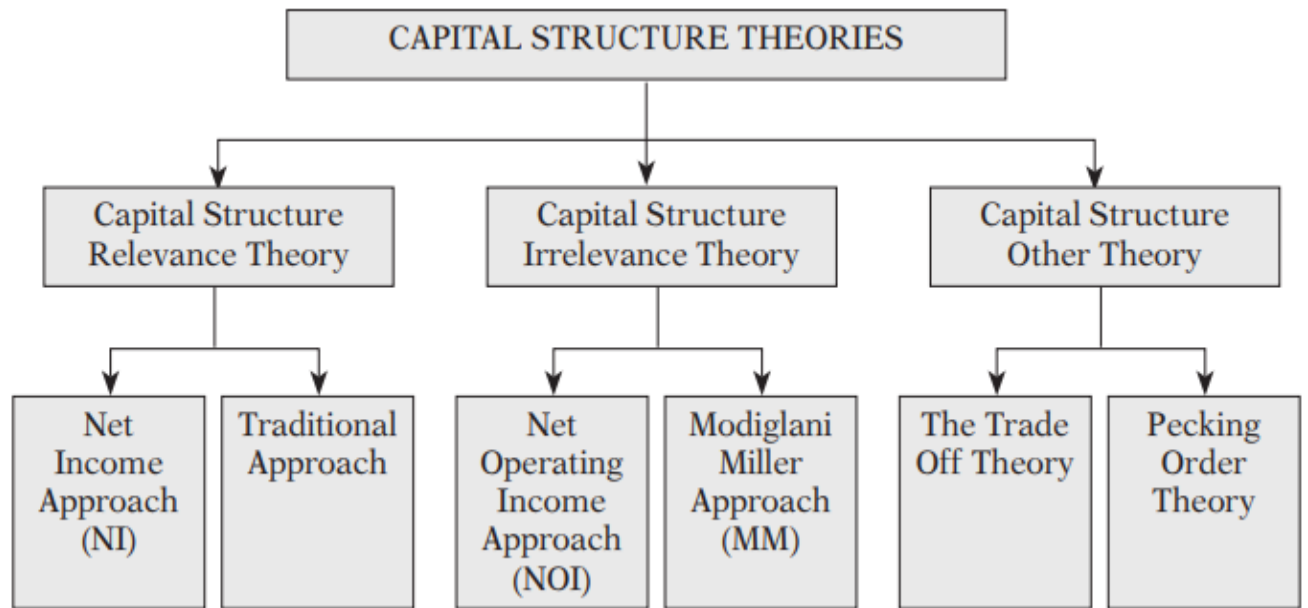 CAPITAL STRUCTURE THEORIES
Capital Structure
Relevance Theory
Capital Structure
Irrelevance Theory
Capital Structure
Other Theory
Net
Income
Approach
(NI)
Traditional
Approach
Net
Operating
Income
Approach
(NOI)
Modiglani
Miller
Approach
(MM)
The Trade
Off Theory
Pecking
Order
Theory